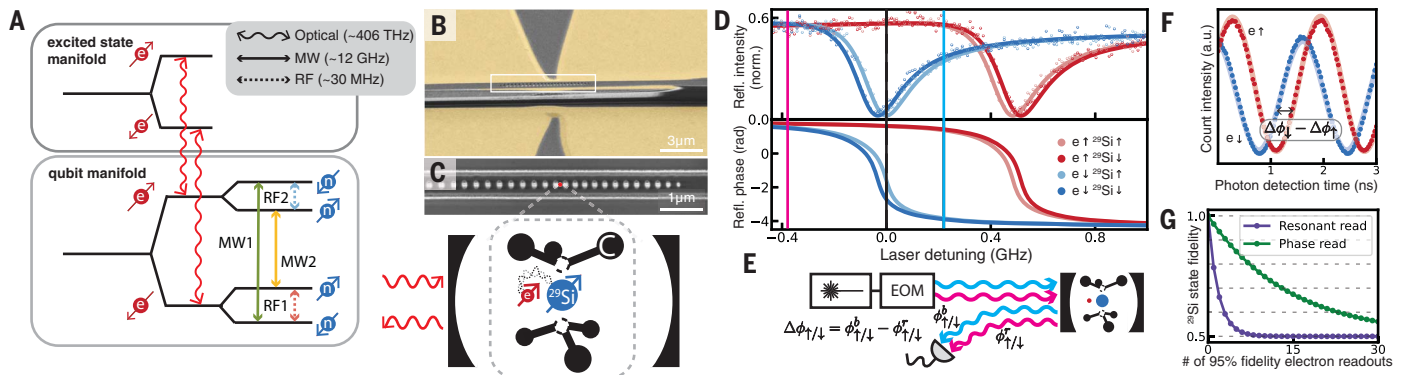 A
excited state
manifold
Optical (~406 THz)
MW (~12 GHz)
RF (~30 MHz)
e
e
qubit manifold
e
e
MW1
MW2
RF2
RF1
n
n
n
n
B
3μm
C
1μm
e
²⁹Si
D
Refl. intensity
(norm.)
0.6
0.0
Refl. phase (rad)
0
−2
−4
e↑ ²⁹Si↑
e↑ ²⁹Si↓
e↓ ²⁹Si↑
e↓ ²⁹Si↓
−0.4
0.0
0.4
0.8
Laser detuning (GHz)
E
EOM
Δϕ↑/↓ = ϕᵇ↑/↓ − ϕʳ↑/↓
ϕᵇ↑/↓
ϕʳ↑/↓
F
Count intensity (a.u.)
e↑
e↓
Δϕ↓ − Δϕ↑
0
1
2
3
Photon detection time (ns)
G
²⁹Si state fidelity
1.0
0.5
Resonant read
Phase read
0
15
30
# of 95% fidelity electron readouts